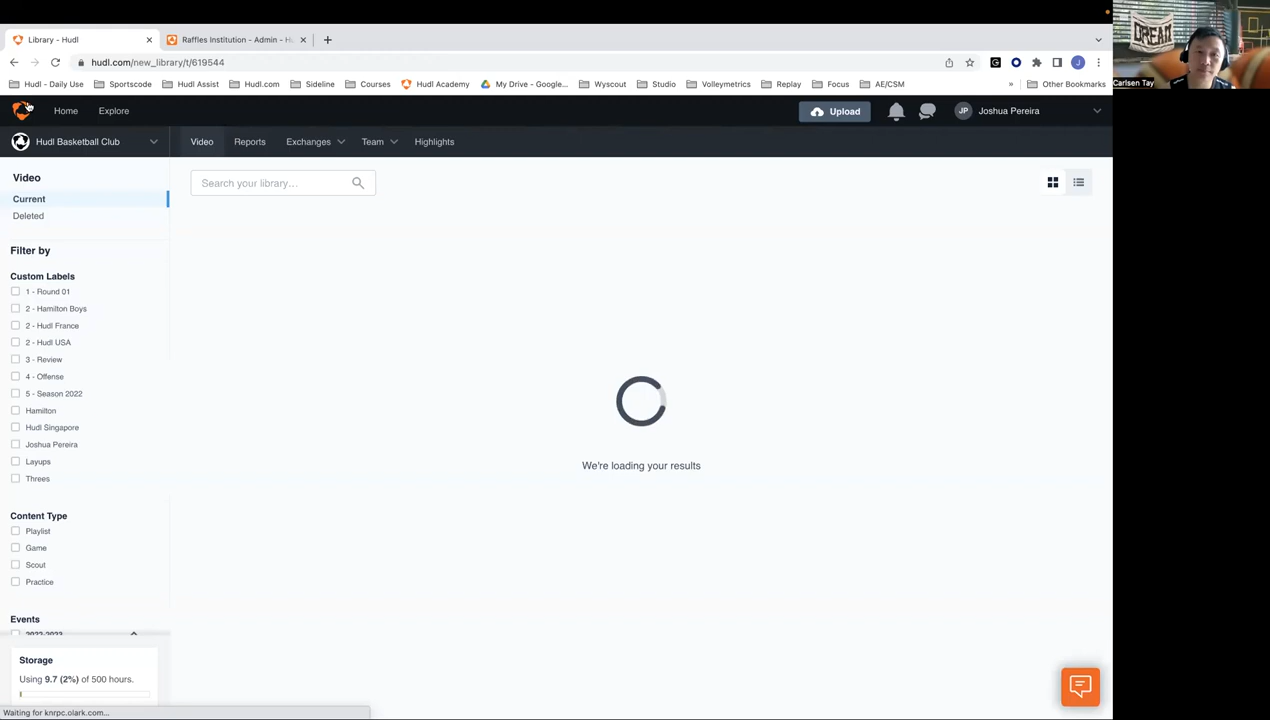 Library - Hudl
Raffles Institution - Admin - H
hudl.com/new_library/t/619544
Hudl - Daily Use
Sportscode
Hudl Assist
Hudl.com
Sideline
Courses
Hudl Academy
My Drive - Google...
Wyscout
Studio
Volleymetrics
Replay
Focus
AE/CSM
»
Other Bookmarks
DREAD
Carlsen Tay
Home
Explore
Upload
JP
Joshua Pereira
Hudl Basketball Club
Video
Reports
Exchanges
Team
Highlights
Video
Current
Deleted
Search your library...
Filter by
Custom Labels
1 - Round 01
2 - Hamilton Boys
2 - Hudl France
2 - Hudl USA
3 - Review
4 - Offense
5 - Season 2022
Hamilton
Hudl Singapore
Joshua Pereira
Layups
Threes
We're loading your results
Content Type
Playlist
Game
Scout
Practice
Events
2022-2023
Storage
Using 9.7 (2%) of 500 hours.
Waiting for knrpc.olark.com...